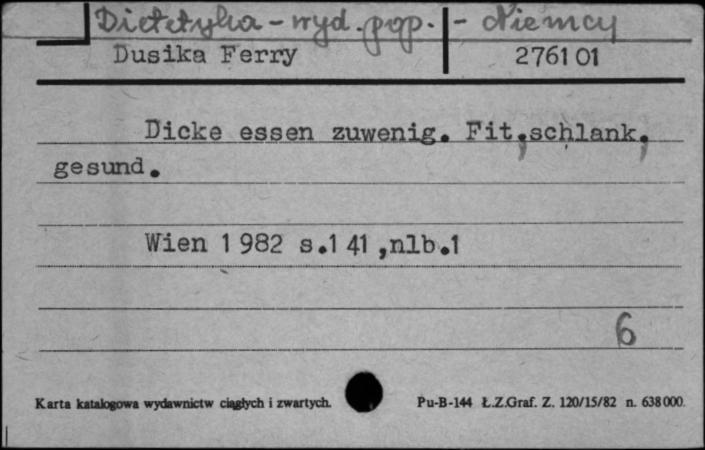 Dietetyka - wyd. pop. - Niemcy
Dusika Ferry 276101
Dicke essen zuwenig. Fit, schlank,
gesund.
Wien 1982 s.141 ,nlb.1
6
Karta katalogowa wydawnictw ciągłych i zwartych. Pu-B-144 Ł.Z.Graf. Z. 120/15/82 n. 638000.